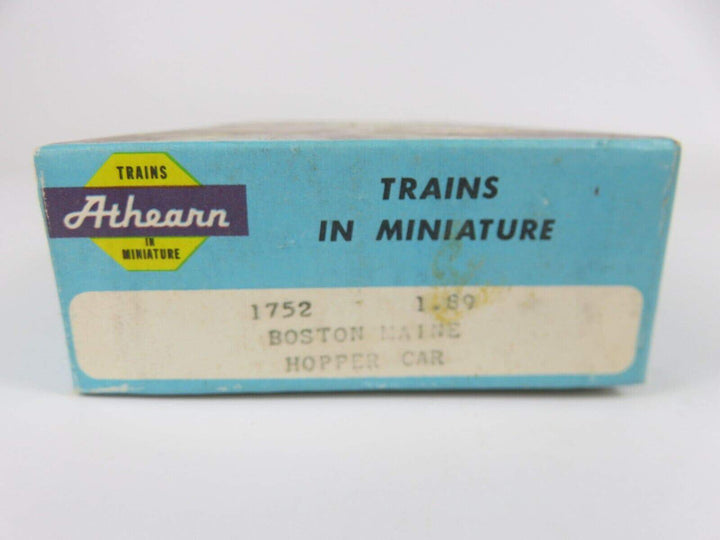 TRAINS
Athearn
IN
MINIATURE
TRAINS
IN MINIATURE
1752 1.89
BOSTON MAINE
HOPPER CAR